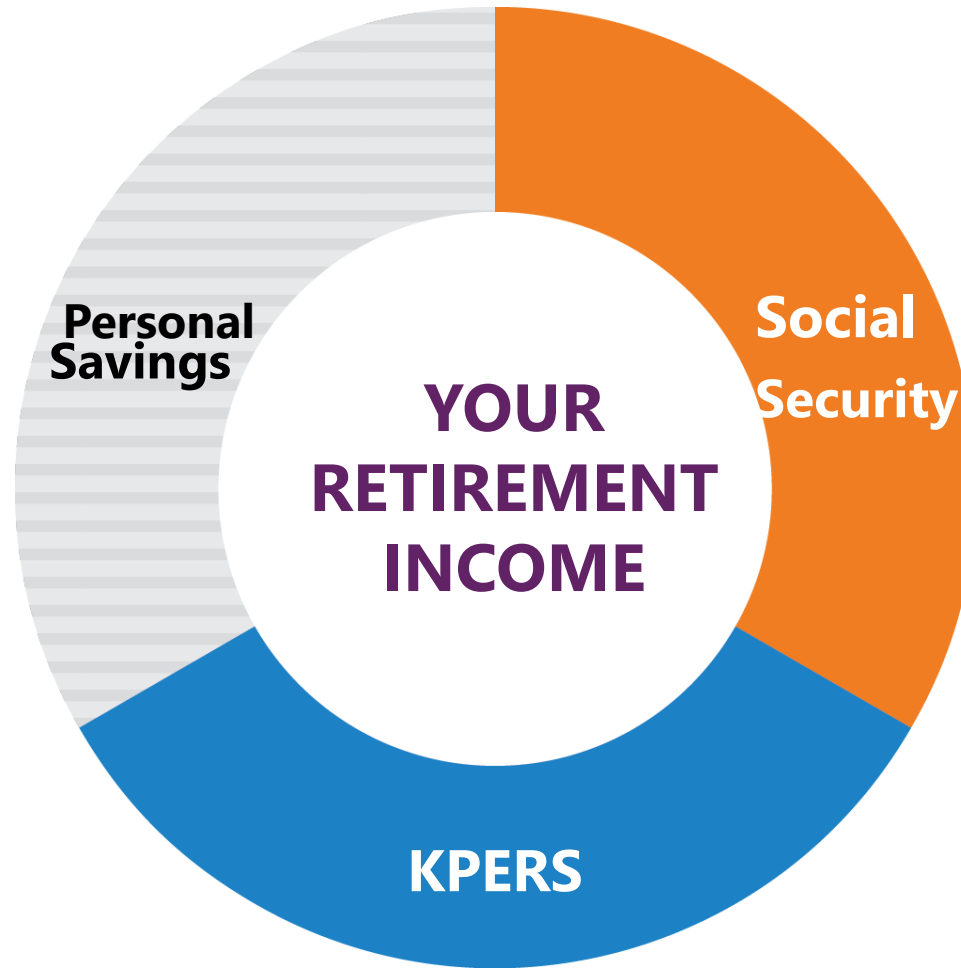 Personal
Savings
Social
Security
YOUR
RETIREMENT
INCOME
KPERS